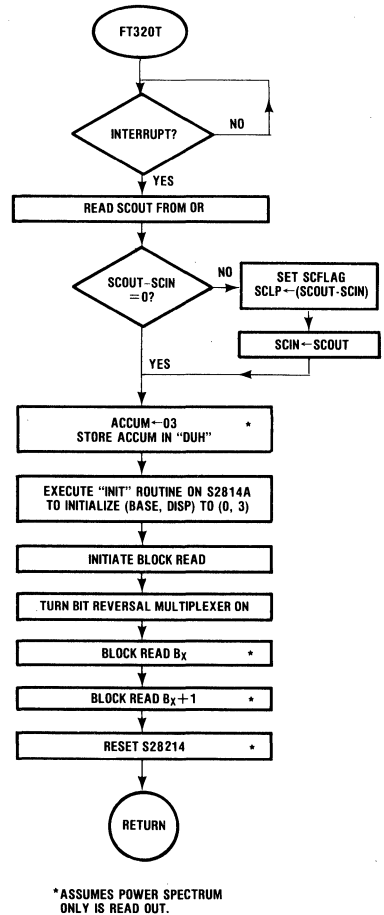 FT320T
INTERRUPT?
NO
YES
READ SCOUT FROM OR
SCOUT-SCIN
=0?
NO
SET SCFLAG
SCLP←(SCOUT-SCIN)
SCIN←SCOUT
YES
ACCUM←03 *
STORE ACCUM IN "DUH"
EXECUTE "INIT" ROUTINE ON S2814A
TO INITIALIZE (BASE, DISP) TO (0, 3)
INITIATE BLOCK READ
TURN BIT REVERSAL MULTIPLEXER ON
BLOCK READ BX *
BLOCK READ BX+1 *
RESET S28214 *
RETURN
*ASSUMES POWER SPECTRUM
ONLY IS READ OUT.